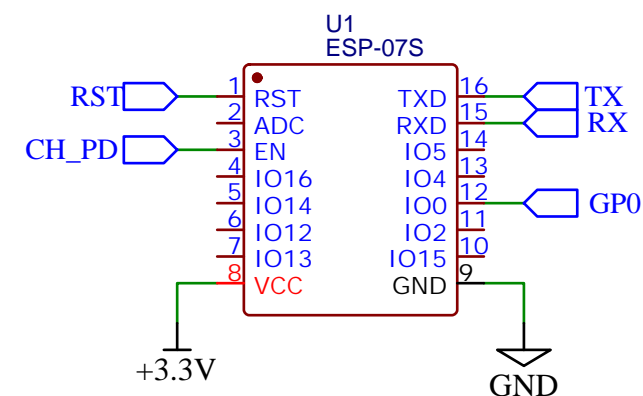 U1
ESP-07S
RST 1 RST TXD 16 TX
2 ADC RXD 15 RX
CH_PD 3 EN IO5 14
4 IO16 IO4 13
5 IO14 IO0 12 GP0
6 IO12 IO2 11
7 IO13 IO15 10
8 VCC GND 9
+3.3V GND